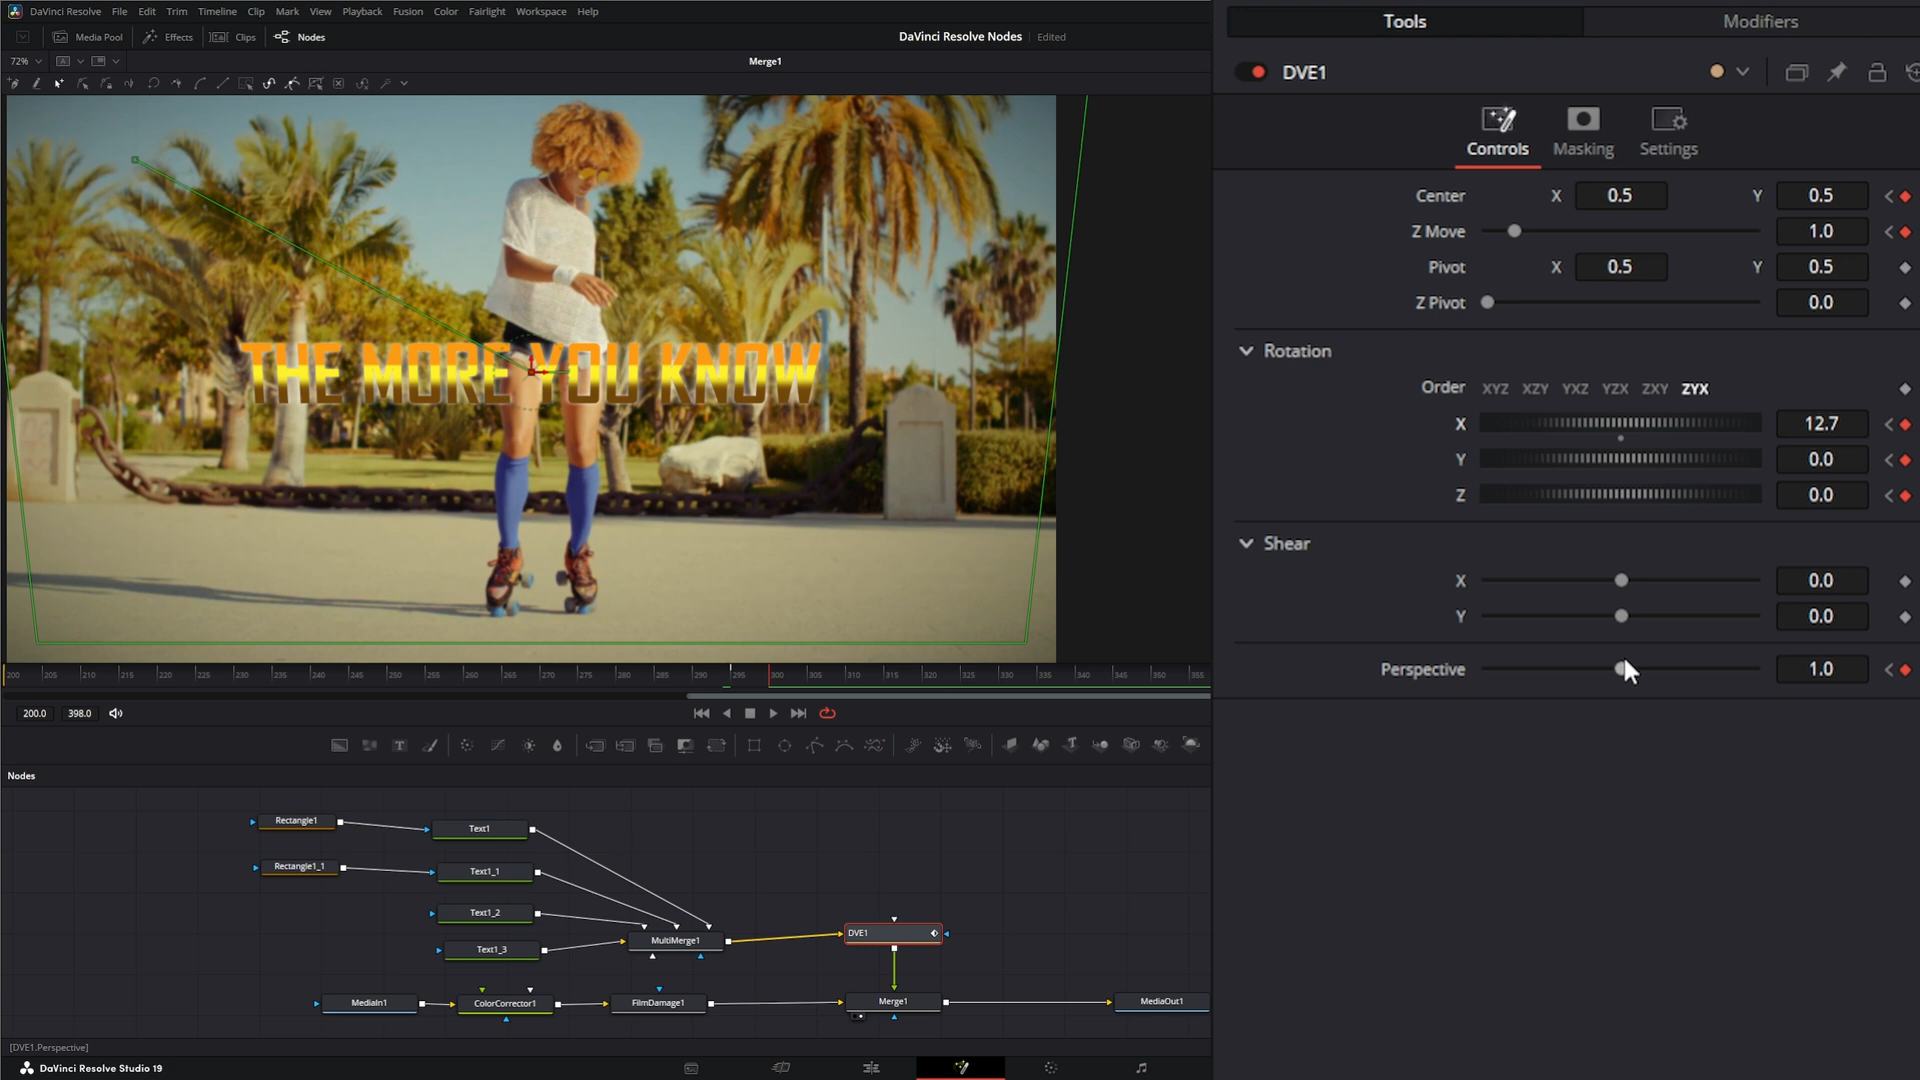 DaVinci Resolve File Edit Trim Timeline Clip Mark View Playback Fusion Color Fairlight Workspace Help
Media Pool Effects Clips Nodes DaVinci Resolve Nodes Edited
72% A Merge1
THE MORE YOU KNOW
200 205 210 215 220 225 230 235 240 245 250 255 260 265 270 275 280 285 290 295 300 305 310 315 320 325 330 335 340 345 350 355
200.0 398.0
Nodes
Rectangle1 Text1
Rectangle1_1 Text1_1
Text1_2
Text1_3 MultiMerge1 DVE1
MediaIn1 ColorCorrector1 FilmDamage1 Merge1 MediaOut1
[DVE1.Perspective]
DaVinci Resolve Studio 19
Tools Modifiers
DVE1
Controls Masking Settings
Center X 0.5 Y 0.5
Z Move 1.0
Pivot X 0.5 Y 0.5
Z Pivot 0.0
Rotation
Order XYZ XZY YXZ YZX ZXY ZYX
X 12.7
Y 0.0
Z 0.0
Shear
X 0.0
Y 0.0
Perspective 1.0